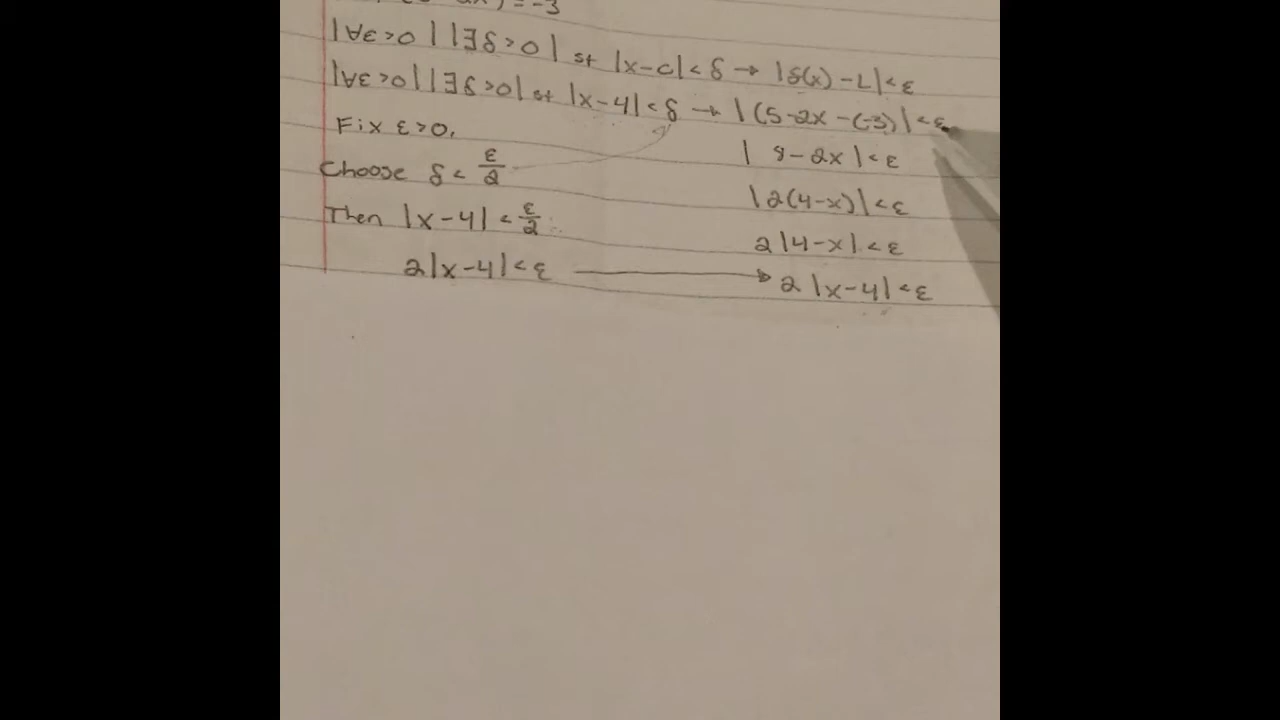 ) = -3
|∀ε>0| |∃δ>0| st |x-c|<δ → |f(x)-L|<ε
|∀ε>0| |∃δ>0| st |x-4|<δ → |(5-2x-(-3)|<ε
Fix ε>0,
| 8-2x|<ε
Choose δ < ε/2
|2(4-x)|<ε
Then |x-4| < ε/2
2|4-x|<ε
2|x-4|<ε → 2|x-4|<ε